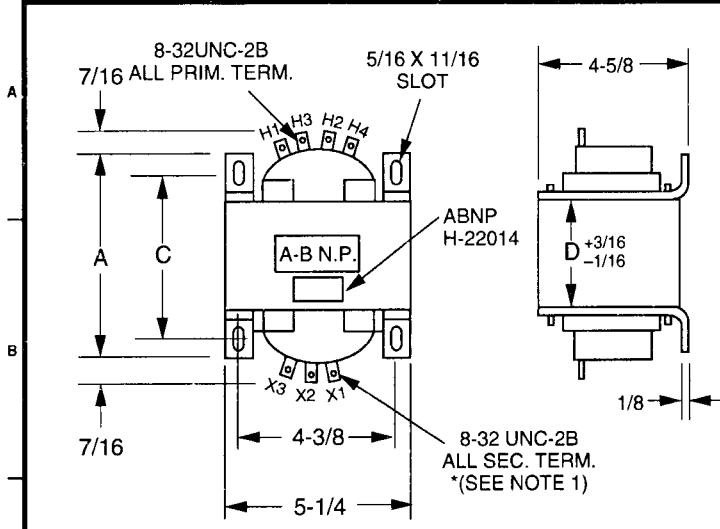 8-32UNC-2B
ALL PRIM. TERM.
5/16 X 11/16
SLOT
4-5/8
7/16
A
H1 H3 H2 H4
ABNP
H-22014
A
C
A-B N.P.
D +3/16
–1/16
B
X3 X2 X1
7/16
4-3/8
8-32 UNC-2B
ALL SEC. TERM.
*(SEE NOTE 1)
1/8
5-1/4